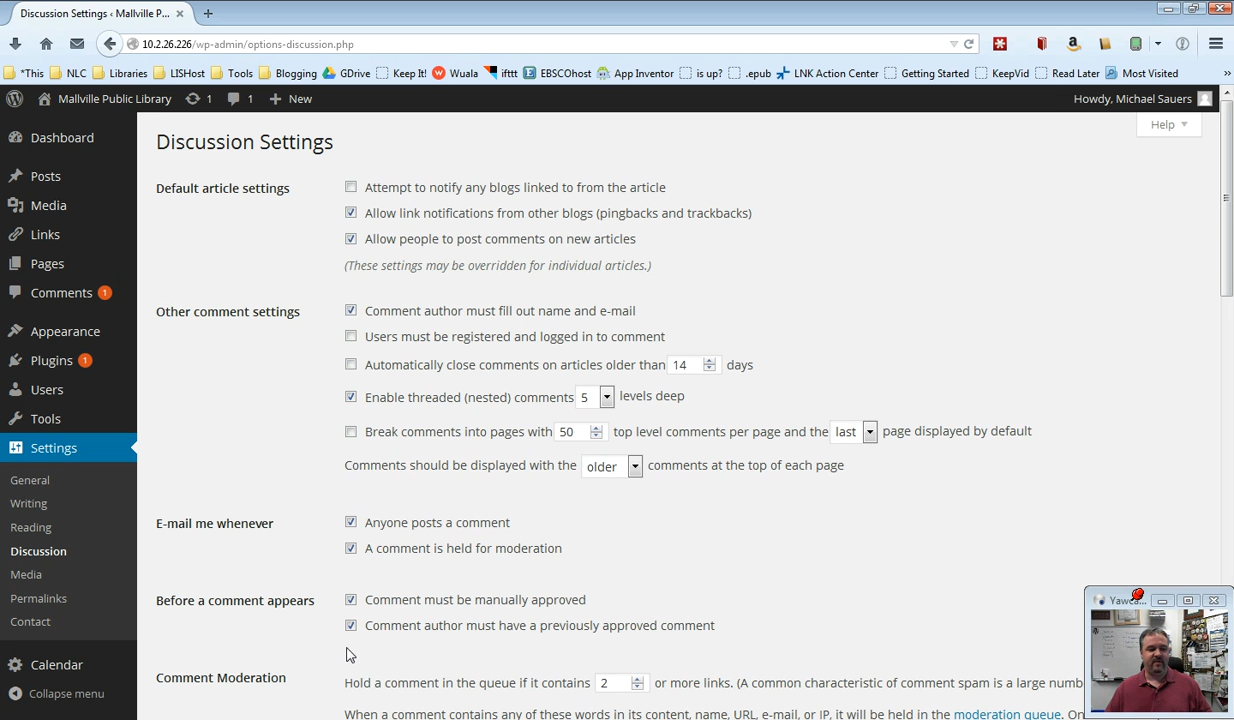 Discussion Settings ‹ Mallville P...
10.2.26.226/wp-admin/options-discussion.php
*This NLC Libraries LISHost Tools Blogging GDrive Keep It! Wuala ifttt EBSCOhost App Inventor is up? .epub LNK Action Center Getting Started KeepVid Read Later Most Visited »
Mallville Public Library 1 1 + New Howdy, Michael Sauers
Help
Dashboard
Posts
Media
Links
Pages
Comments 1
Appearance
Plugins 1
Users
Tools
Settings
General
Writing
Reading
Discussion
Media
Permalinks
Contact
Calendar
Collapse menu
Discussion Settings
Default article settings
Attempt to notify any blogs linked to from the article
Allow link notifications from other blogs (pingbacks and trackbacks)
Allow people to post comments on new articles
(These settings may be overridden for individual articles.)
Other comment settings
Comment author must fill out name and e-mail
Users must be registered and logged in to comment
Automatically close comments on articles older than 14 days
Enable threaded (nested) comments 5 levels deep
Break comments into pages with 50 top level comments per page and the last page displayed by default
Comments should be displayed with the older comments at the top of each page
E-mail me whenever
Anyone posts a comment
A comment is held for moderation
Before a comment appears
Comment must be manually approved
Comment author must have a previously approved comment
Comment Moderation
Hold a comment in the queue if it contains 2 or more links. (A common characteristic of comment spam is a large numb
When a comment contains any of these words in its content, name, URL, e-mail, or IP, it will be held in the moderation queue. On
Yawca...